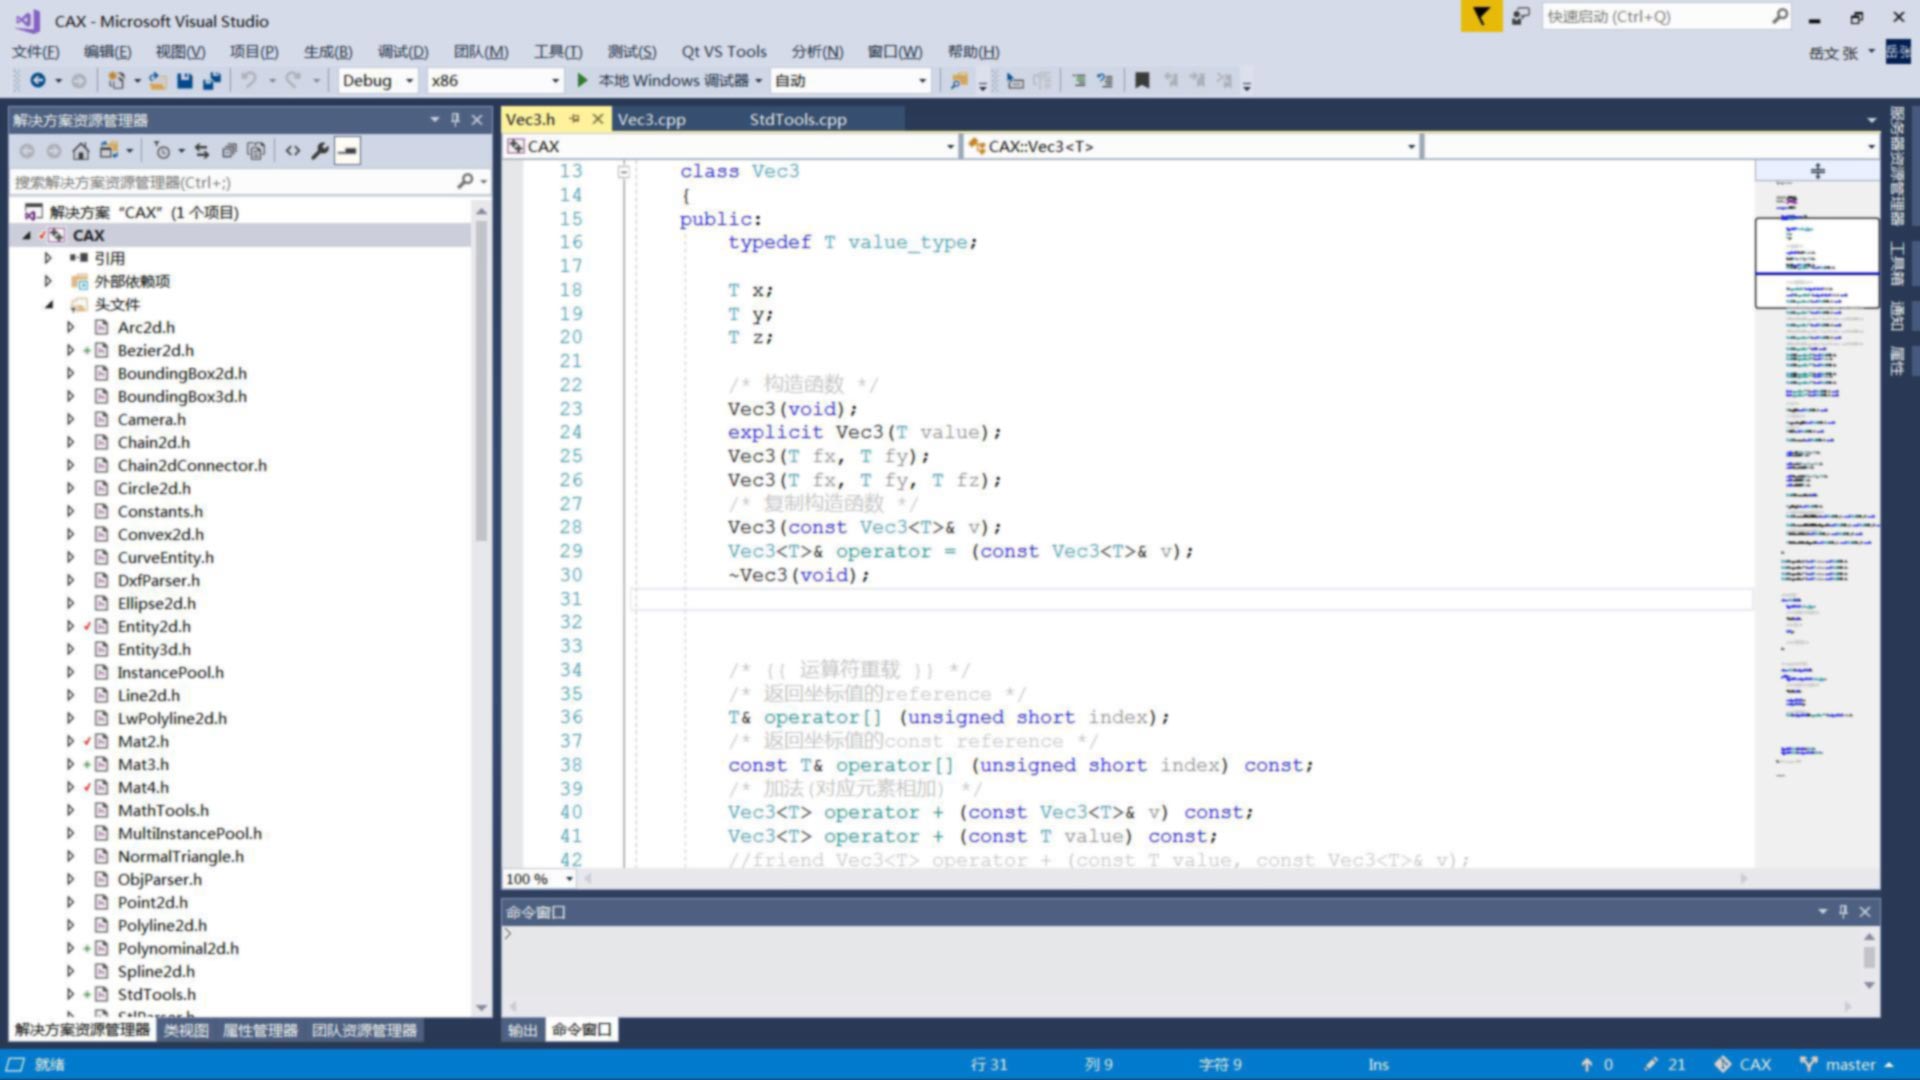 CAX - Microsoft Visual Studio
快速启动 (Ctrl+Q)
文件(F) 编辑(E) 视图(V) 项目(P) 生成(B) 调试(D) 团队(M) 工具(T) 测试(S) Qt VS Tools 分析(N) 窗口(W) 帮助(H)
岳文 张
Debug x86 本地 Windows 调试器 自动
解决方案资源管理器
搜索解决方案资源管理器(Ctrl+;)
解决方案 "CAX" (1 个项目)
CAX
引用
外部依赖项
头文件
Arc2d.h
Bezier2d.h
BoundingBox2d.h
BoundingBox3d.h
Camera.h
Chain2d.h
Chain2dConnector.h
Circle2d.h
Constants.h
Convex2d.h
CurveEntity.h
DxfParser.h
Ellipse2d.h
Entity2d.h
Entity3d.h
InstancePool.h
Line2d.h
LwPolyline2d.h
Mat2.h
Mat3.h
Mat4.h
MathTools.h
MultiInstancePool.h
NormalTriangle.h
ObjParser.h
Point2d.h
Polyline2d.h
Polynominal2d.h
Spline2d.h
StdTools.h
解决方案资源管理器 类视图 属性管理器 团队资源管理器
Vec3.h Vec3.cpp StdTools.cpp
CAX CAX::Vec3<T>
13 class Vec3
14 {
15 public:
16 typedef T value_type;
17
18 T x;
19 T y;
20 T z;
21
22 /* 构造函数 */
23 Vec3(void);
24 explicit Vec3(T value);
25 Vec3(T fx, T fy);
26 Vec3(T fx, T fy, T fz);
27 /* 复制构造函数 */
28 Vec3(const Vec3<T>& v);
29 Vec3<T>& operator = (const Vec3<T>& v);
30 ~Vec3(void);
31
32
33
34 /* {{ 运算符重载 }} */
35 /* 返回坐标值的reference */
36 T& operator[] (unsigned short index);
37 /* 返回坐标值的const reference */
38 const T& operator[] (unsigned short index) const;
39 /* 加法(对应元素相加) */
40 Vec3<T> operator + (const Vec3<T>& v) const;
41 Vec3<T> operator + (const T value) const;
42 //friend Vec3<T> operator + (const T value, const Vec3<T>& v);
100 %
命令窗口
>
输出 命令窗口
服务器资源管理器
工具箱
通知
属性
就绪 行 31 列 9 字符 9 Ins 0 21 CAX master